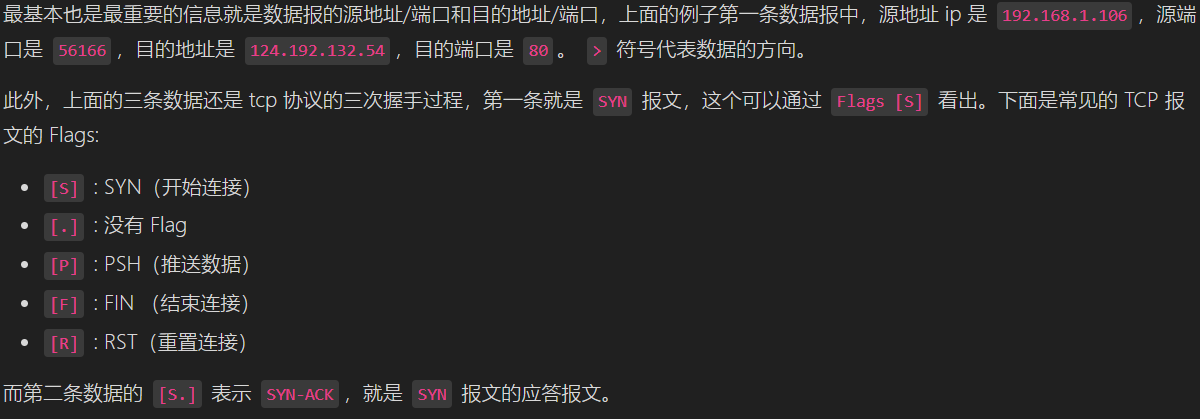 最基本也是最重要的信息就是数据报的源地址/端口和目的地址/端口，上面的例子第一条数据报中，源地址 ip 是 192.168.1.106，源端
口是 56166，目的地址是 124.192.132.54，目的端口是 80。 > 符号代表数据的方向。
此外，上面的三条数据还是 tcp 协议的三次握手过程，第一条就是 SYN 报文，这个可以通过 Flags [S] 看出。下面是常见的 TCP 报
文的 Flags:
• [S] : SYN（开始连接）
• [.] : 没有 Flag
• [P] : PSH（推送数据）
• [F] : FIN （结束连接）
• [R] : RST（重置连接）
而第二条数据的 [S.] 表示 SYN-ACK，就是 SYN 报文的应答报文。